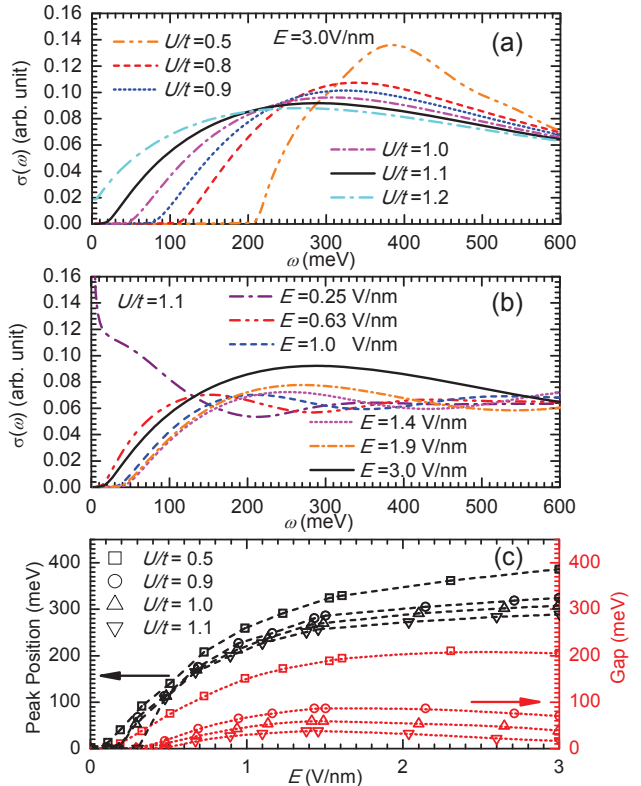 0.16
0.14
0.12
0.10
0.08
0.06
0.04
0.02
0.00
σ(ω) (arb. unit)
U/t=0.5
U/t=0.8
U/t=0.9
E=3.0V/nm
(a)
U/t=1.0
U/t=1.1
U/t=1.2
0 100 200 300 400 500 600
ω (meV)
0.16
0.14
0.12
0.10
0.08
0.06
0.04
0.02
0.00
σ(ω) (arb. unit)
U/t=1.1
E=0.25 V/nm
E=0.63 V/nm
E=1.0 V/nm
(b)
E=1.4 V/nm
E=1.9 V/nm
E=3.0 V/nm
0 100 200 300 400 500 600
ω (meV)
400
300
200
100
0
Peak Position (meV)
U/t = 0.5
U/t = 0.9
U/t = 1.0
U/t = 1.1
(c)
400
300
200
100
0
Gap (meV)
0 1 2 3
E (V/nm)